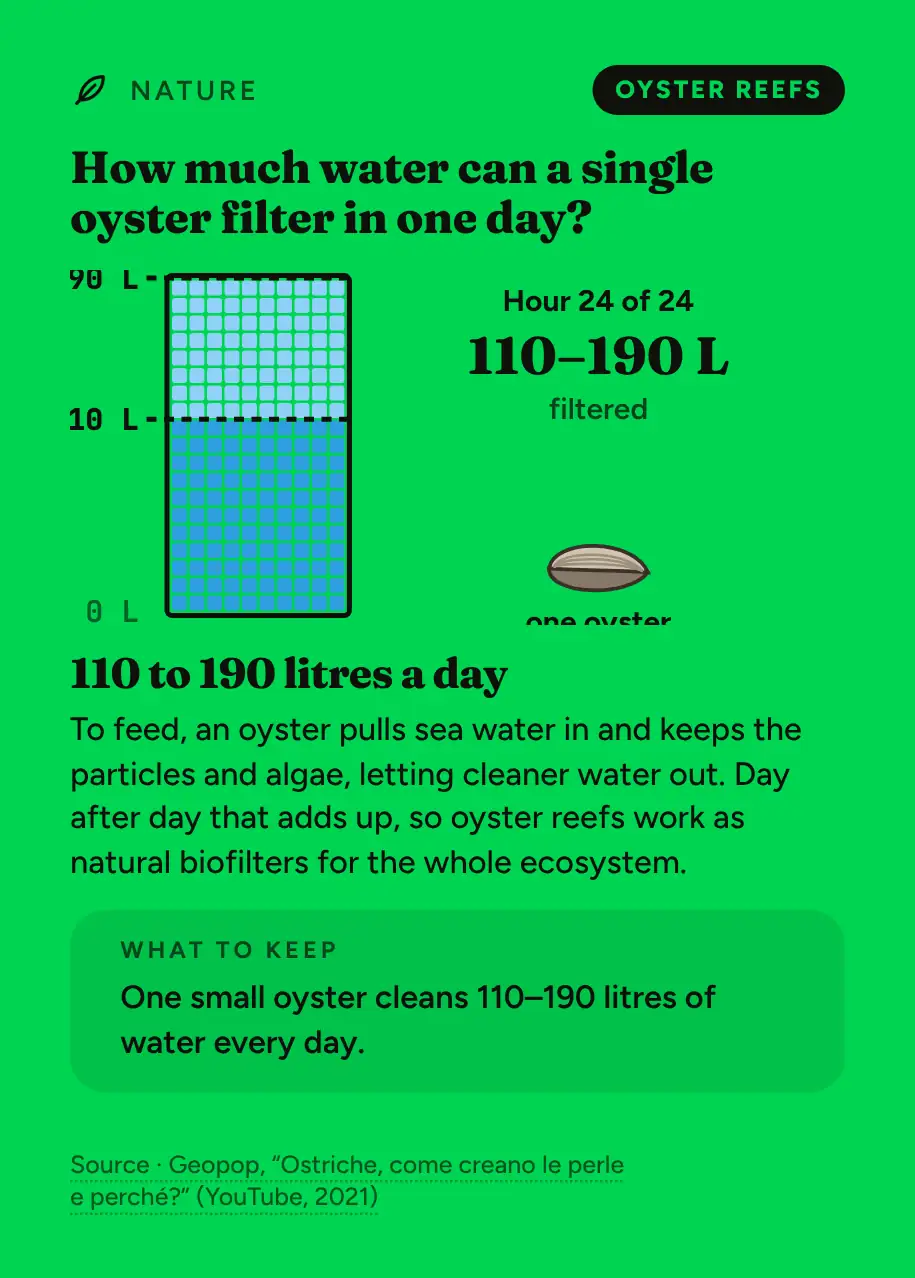 NATURE
OYSTER REEFS
How much water can a single
oyster filter in one day?
90 L
Hour 24 of 24
110–190 L
filtered
10 L
0 L
one oyster
110 to 190 litres a day
To feed, an oyster pulls sea water in and keeps the
particles and algae, letting cleaner water out. Day
after day that adds up, so oyster reefs work as
natural biofilters for the whole ecosystem.
WHAT TO KEEP
One small oyster cleans 110–190 litres of
water every day.
Source · Geopop, “Ostriche, come creano le perle
e perché?” (YouTube, 2021)